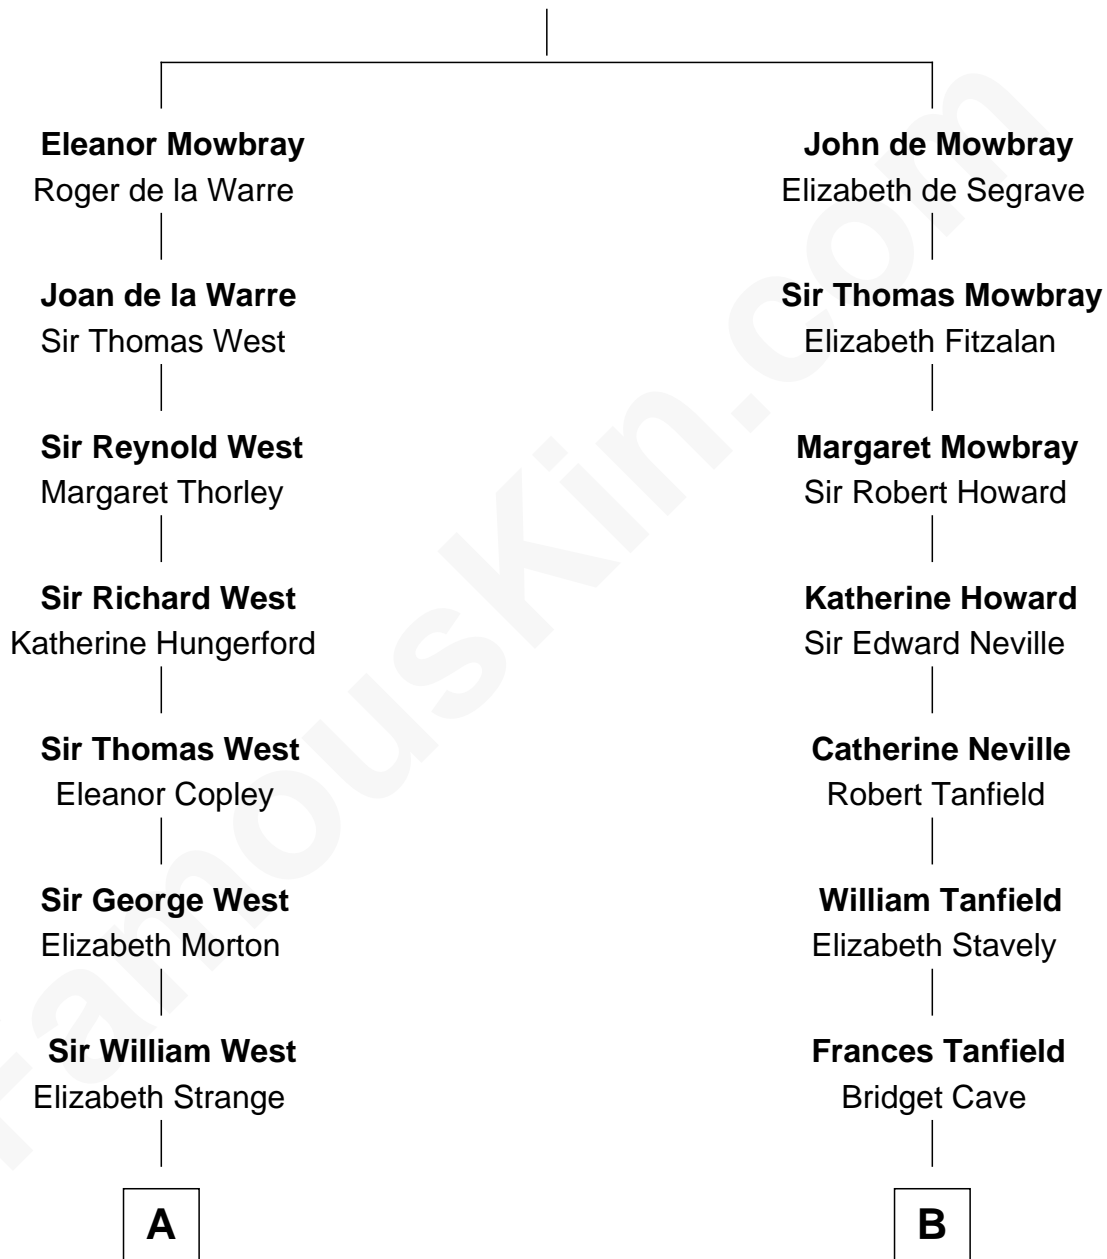 Eleanor Mowbray
Roger de la Warre
John de Mowbray
Elizabeth de Segrave
Joan de la Warre
Sir Thomas West
Sir Thomas Mowbray
Elizabeth Fitzalan
Sir Reynold West
Margaret Thorley
Margaret Mowbray
Sir Robert Howard
Sir Richard West
Katherine Hungerford
Katherine Howard
Sir Edward Neville
Sir Thomas West
Eleanor Copley
Catherine Neville
Robert Tanfield
Sir George West
Elizabeth Morton
William Tanfield
Elizabeth Stavely
Sir William West
Elizabeth Strange
Frances Tanfield
Bridget Cave
A
B
FamousKin.com